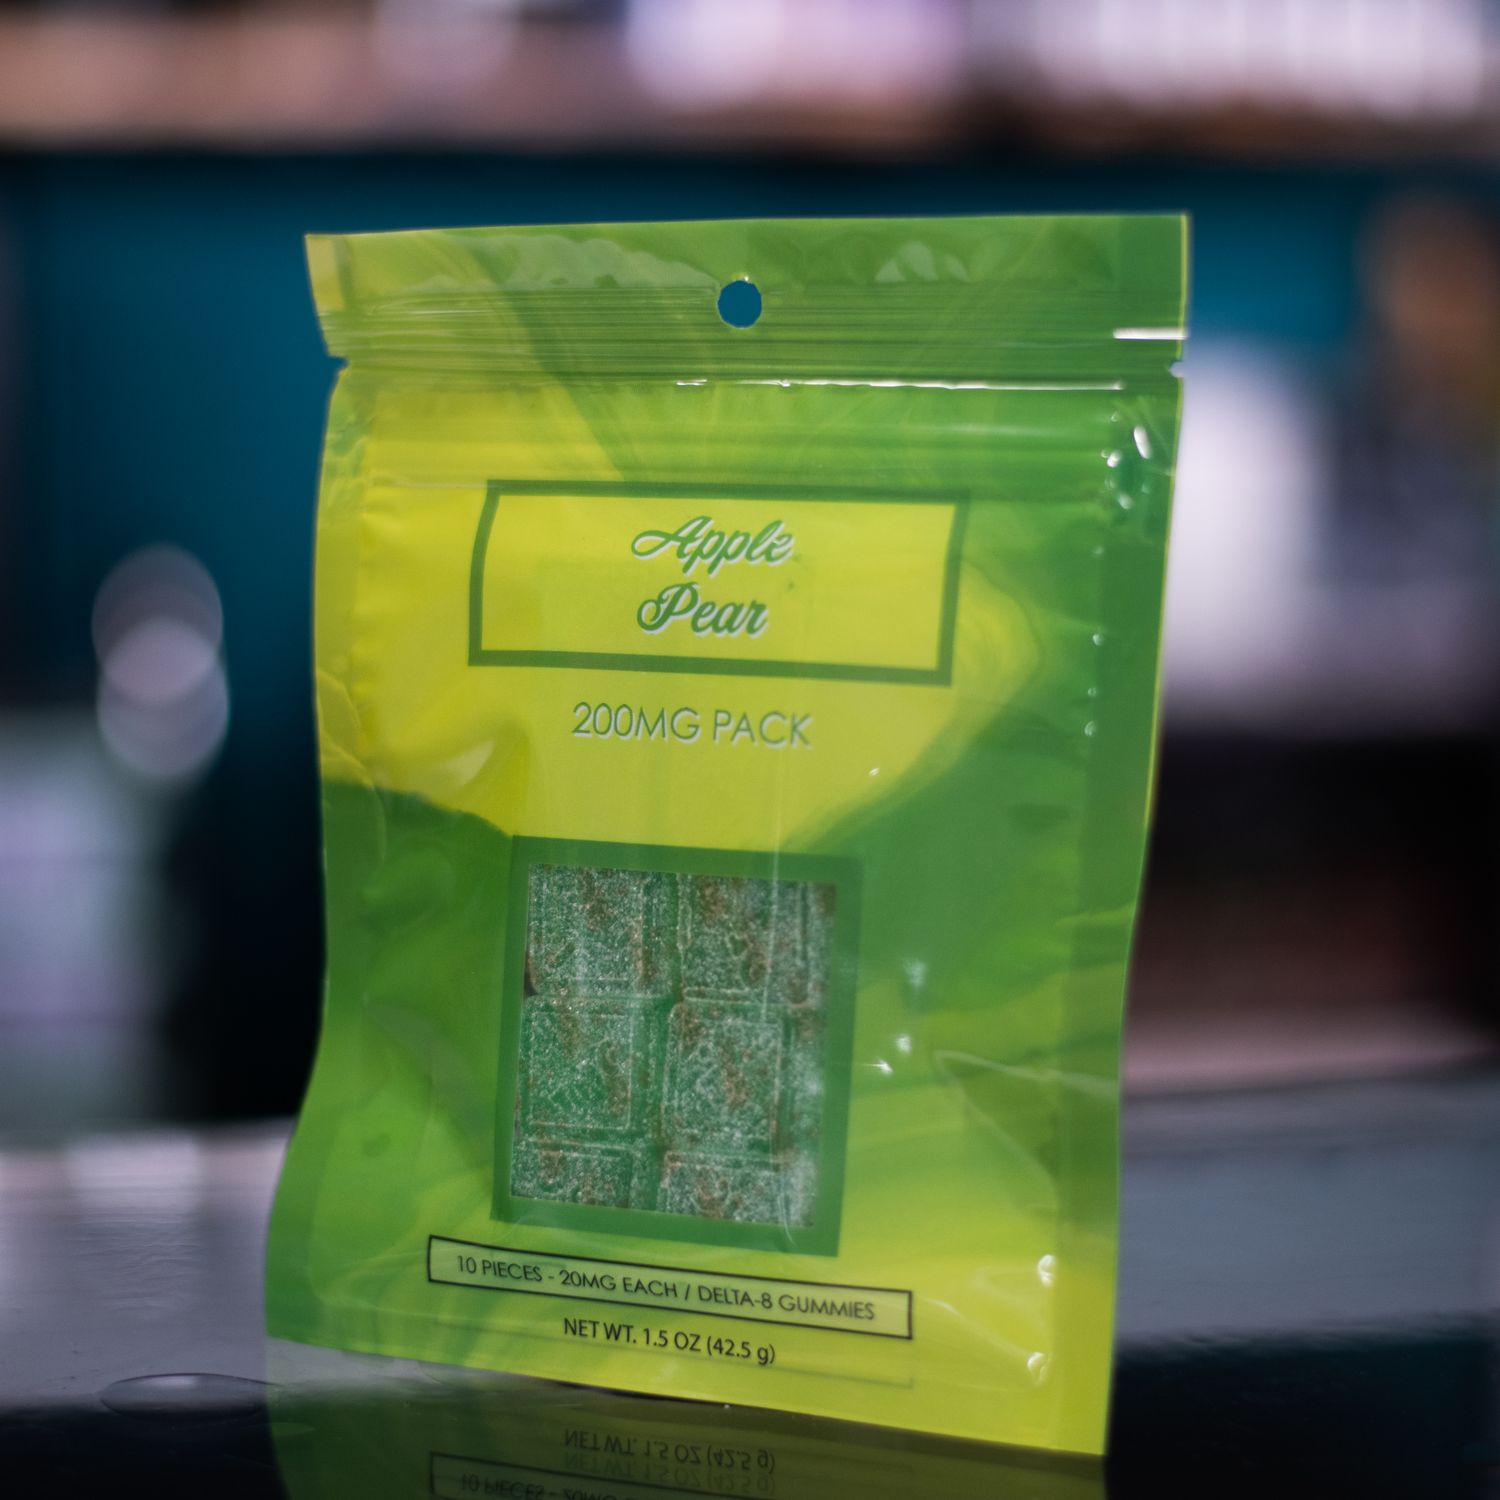 Apple
Pear
200MG PACK
10 PIECES - 20MG EACH / DELTA-8 GUMMIES
NET WT. 1.5 OZ (42.5 g)